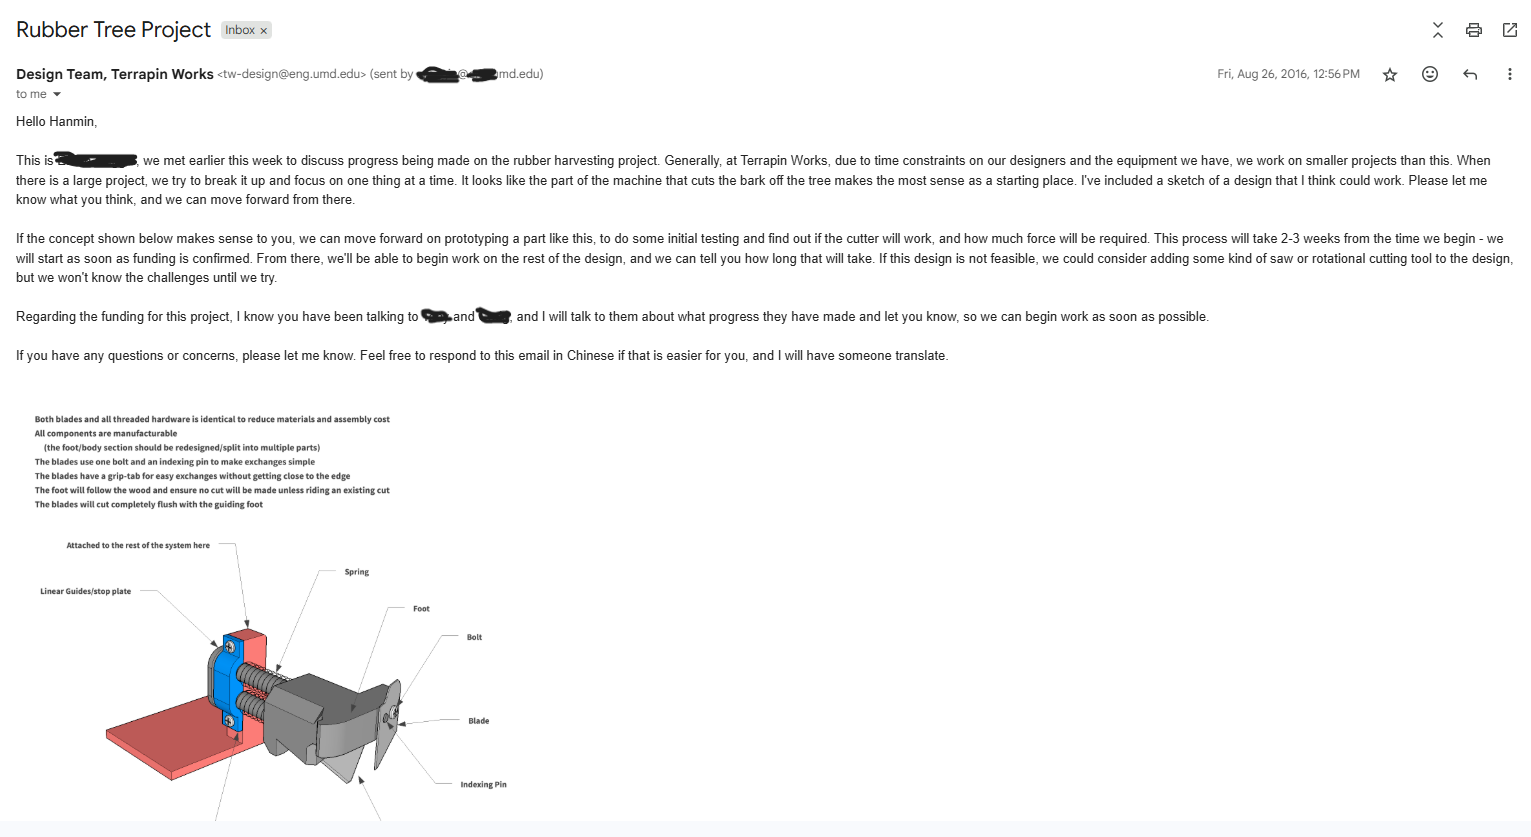 Rubber Tree Project Inbox x
Design Team, Terrapin Works <tw-design@eng.umd.edu> (sent by @ md.edu) Fri, Aug 26, 2016, 12:56 PM
to me
Hello Hanmin,
This is , we met earlier this week to discuss progress being made on the rubber harvesting project. Generally, at Terrapin Works, due to time constraints on our designers and the equipment we have, we work on smaller projects than this. When
there is a large project, we try to break it up and focus on one thing at a time. It looks like the part of the machine that cuts the bark off the tree makes the most sense as a starting place. I've included a sketch of a design that I think could work. Please let me
know what you think, and we can move forward from there.
If the concept shown below makes sense to you, we can move forward on prototyping a part like this, to do some initial testing and find out if the cutter will work, and how much force will be required. This process will take 2-3 weeks from the time we begin - we
will start as soon as funding is confirmed. From there, we'll be able to begin work on the rest of the design, and we can tell you how long that will take. If this design is not feasible, we could consider adding some kind of saw or rotational cutting tool to the design,
but we won't know the challenges until we try.
Regarding the funding for this project, I know you have been talking to and , and I will talk to them about what progress they have made and let you know, so we can begin work as soon as possible.
If you have any questions or concerns, please let me know. Feel free to respond to this email in Chinese if that is easier for you, and I will have someone translate.
Both blades and all threaded hardware is identical to reduce materials and assembly cost
All components are manufacturable
(the foot/body section should be redesigned/split into multiple parts)
The blades use one bolt and an indexing pin to make exchanges simple
The blades have a grip-tab for easy exchanges without getting close to the edge
The foot will follow the wood and ensure no cut will be made unless riding an existing cut
The blades will cut completely flush with the guiding foot
Attached to the rest of the system here
Spring
Linear Guides/stop plate
Foot
Bolt
Blade
Indexing Pin